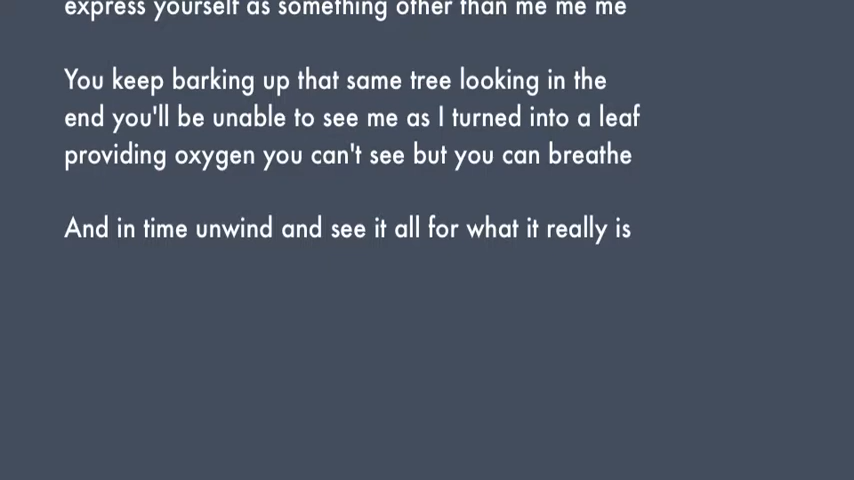 express yourself as something other than me me me
You keep barking up that same tree looking in the
end you'll be unable to see me as I turned into a leaf
providing oxygen you can't see but you can breathe
And in time unwind and see it all for what it really is